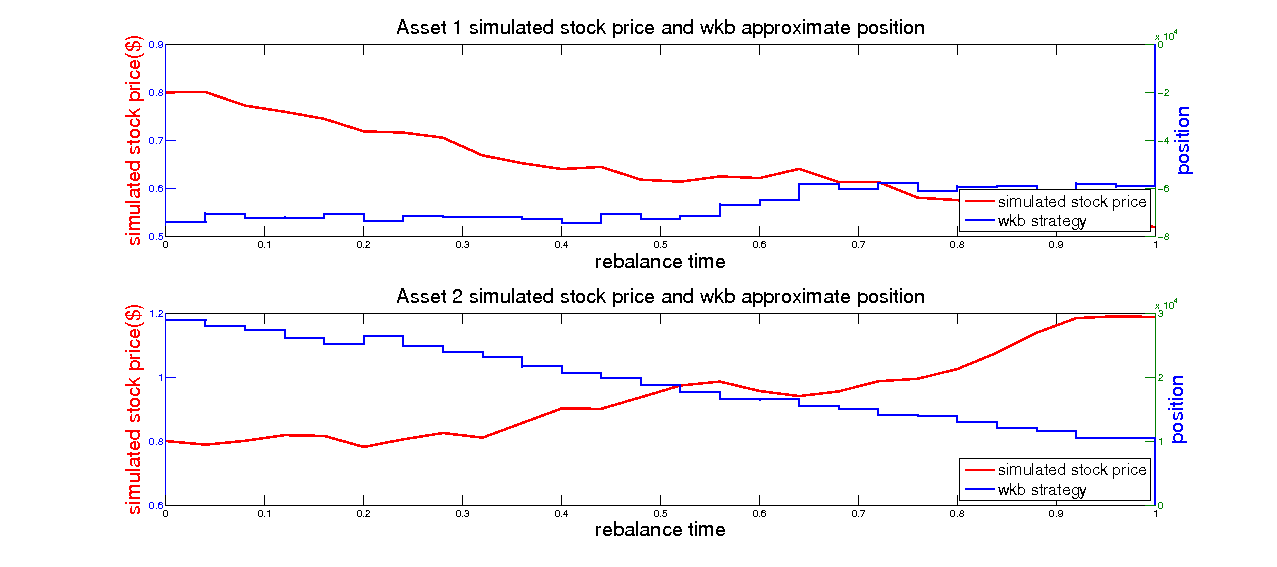 Asset 1 simulated stock price and wkb approximate position
x 10^4
simulated stock price($)
0.9
0.8
0.7
0.6
0.5
0
-2
-4
-6
-8
position
simulated stock price
wkb strategy
0 0.1 0.2 0.3 0.4 0.5 0.6 0.7 0.8 0.9 1
rebalance time
Asset 2 simulated stock price and wkb approximate position
x 10^4
simulated stock price($)
1.2
1
0.8
0.6
3
2
1
0
position
simulated stock price
wkb strategy
0 0.1 0.2 0.3 0.4 0.5 0.6 0.7 0.8 0.9 1
rebalance time